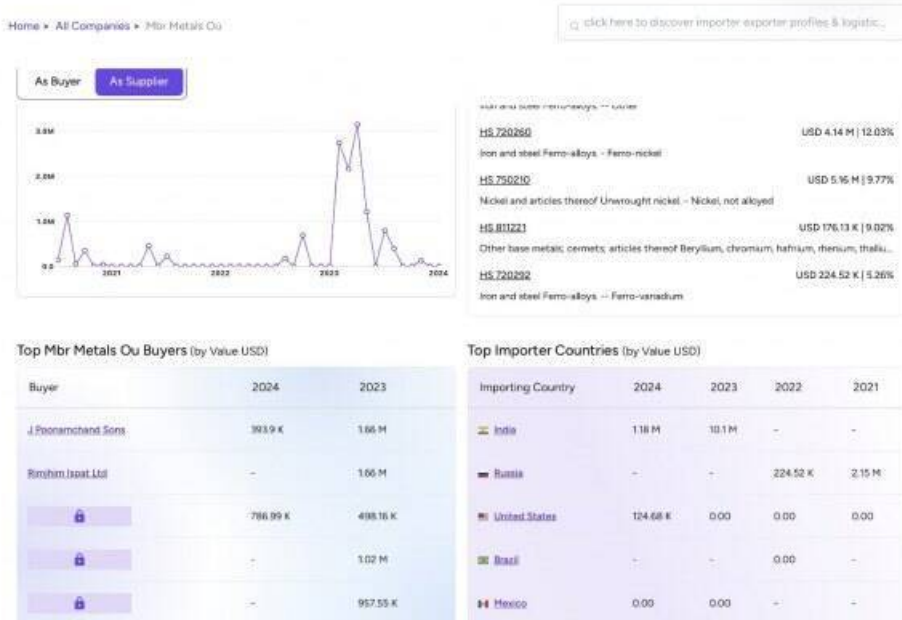 Home ▸ All Companies ▸ Mbr Metals Ou
click here to discover importer exporter profiles & logistic...
As Buyer As Supplier
3.0M
2.0M
1.0M
0.0
2021 2022 2023 2024
Iron and steel Ferro-alloys. -- Other
HS 720260 USD 4.14 M | 12.03%
Iron and steel Ferro-alloys. - Ferro-nickel
HS 750210 USD 5.16 M | 9.77%
Nickel and articles thereof Unwrought nickel. - Nickel, not alloyed
HS 811221 USD 176.13 K | 9.02%
Other base metals; cermets; articles thereof Beryllium, chromium, hafnium, rhenium, thalliu...
HS 720292 USD 224.52 K | 5.26%
Iron and steel Ferro-alloys. -- Ferro-vanadium
Top Mbr Metals Ou Buyers (by Value USD)
Buyer 2024 2023
J Poonamchand Sons 393.9 K 1.66 M
Rimjhim Ispat Ltd - 1.66 M
786.99 K 498.16 K
- 1.02 M
- 957.55 K
Top Importer Countries (by Value USD)
Importing Country 2024 2023 2022 2021
India 1.18 M 10.1 M - -
Russia - - 224.52 K 2.15 M
United States 124.68 K 0.00 0.00 0.00
Brazil - - 0.00 -
Mexico 0.00 0.00 - -